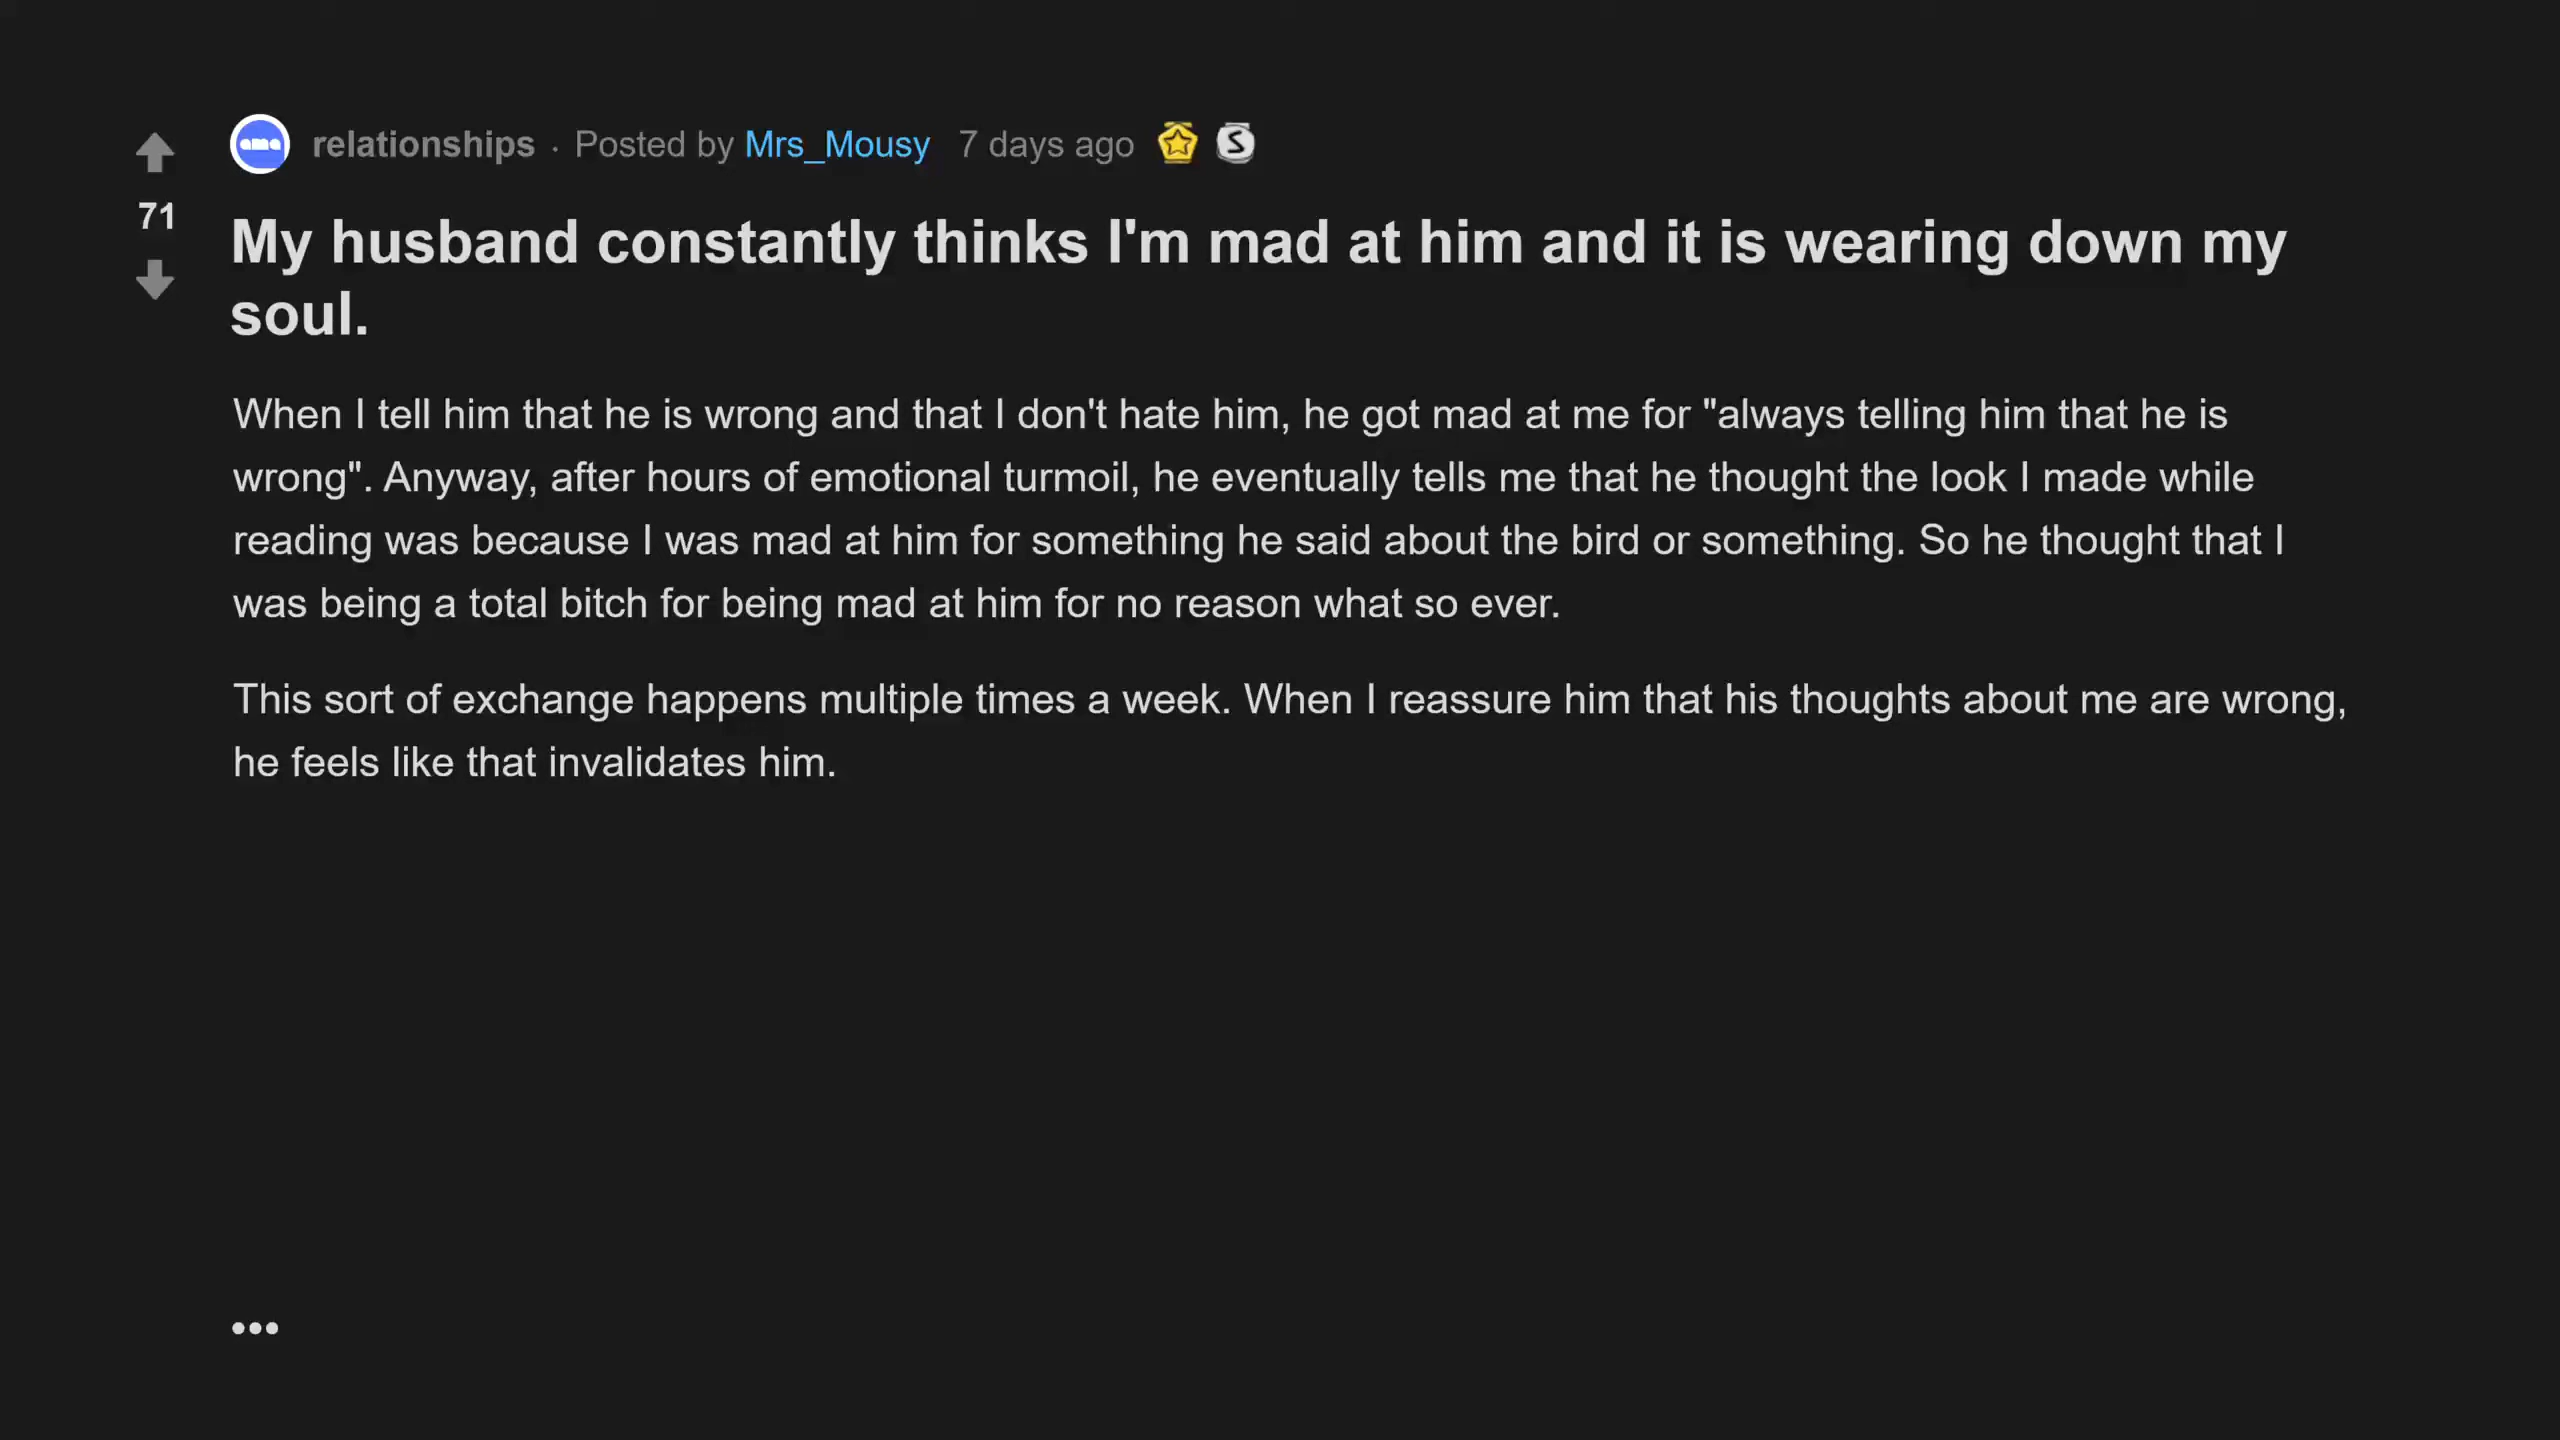 relationships · Posted by Mrs_Mousy 7 days ago
71
My husband constantly thinks I'm mad at him and it is wearing down my
soul.
When I tell him that he is wrong and that I don't hate him, he got mad at me for "always telling him that he is
wrong". Anyway, after hours of emotional turmoil, he eventually tells me that he thought the look I made while
reading was because I was mad at him for something he said about the bird or something. So he thought that I
was being a total bitch for being mad at him for no reason what so ever.
This sort of exchange happens multiple times a week. When I reassure him that his thoughts about me are wrong,
he feels like that invalidates him.